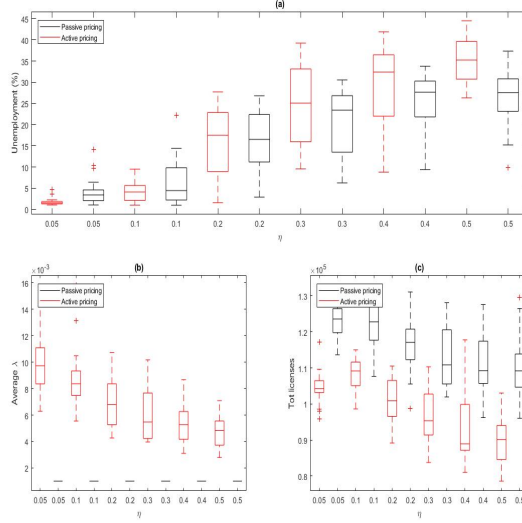 (a)
Passive pricing
Active pricing
Unemployment (%)
45
40
35
30
25
20
15
10
5
0
0.05 0.05 0.1 0.1 0.2 0.2 0.3 0.3 0.4 0.4 0.5 0.5
η
(b)
×10⁻³
Passive pricing
Active pricing
Average λ
16
14
12
10
8
6
4
2
0.05 0.05 0.1 0.1 0.2 0.2 0.3 0.3 0.4 0.4 0.5 0.5
η
(c)
×10⁵
Passive pricing
Active pricing
Tot licenses
1.3
1.2
1.1
1
0.9
0.8
0.05 0.05 0.1 0.1 0.2 0.2 0.3 0.3 0.4 0.4 0.5 0.5
η